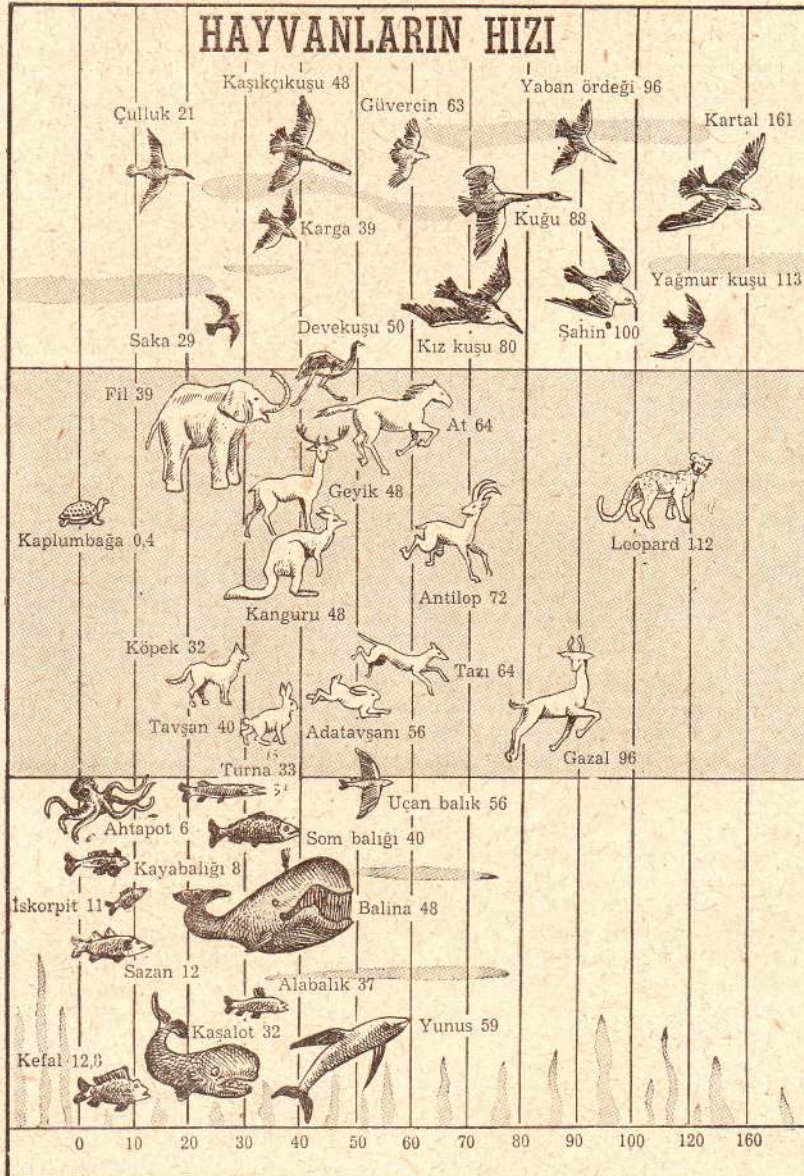 HAYVANLARIN HIZI
Kaşıkçıkuşu 48
Yaban ördeği 96
Çulluk 21
Güvercin 63
Kartal 161
Karga 39
Kuğu 88
Yağmur kuşu 113
Saka 29
Devekuşu 50
Kız kuşu 80
Şahin 100
Fil 39
At 64
Geyik 48
Kaplumbağa 0,4
Leopard 112
Kanguru 48
Antilop 72
Köpek 32
Tazı 64
Tavşan 40
Adatavşanı 56
Gazal 96
Turna 33
Uçan balık 56
Ahtapot 6
Som balığı 40
Kayabalığı 8
İskorpit 11
Balina 48
Sazan 12
Alabalık 37
Kaşalot 32
Yunus 59
Kefal 12,8
0 10 20 30 40 50 60 70 80 90 100 120 160